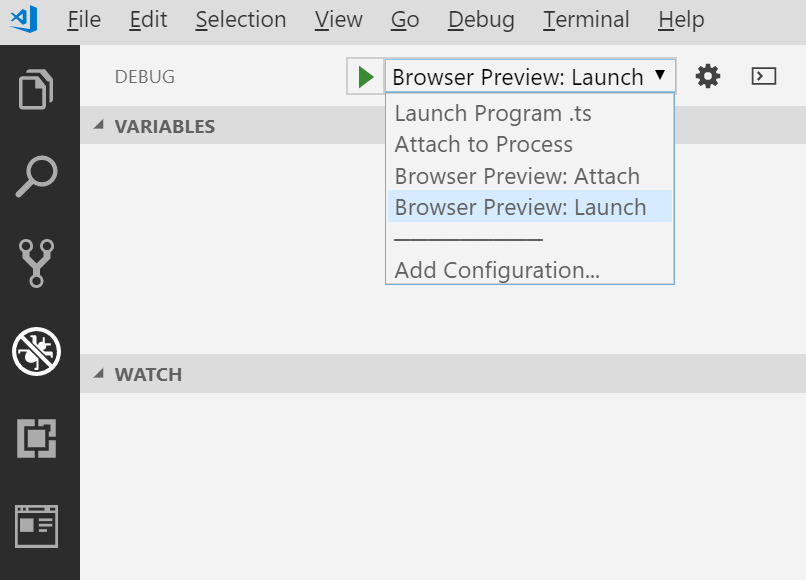 File Edit Selection View Go Debug Terminal Help
DEBUG Browser Preview: Launch
VARIABLES
Launch Program .ts
Attach to Process
Browser Preview: Attach
Browser Preview: Launch
Add Configuration...
WATCH